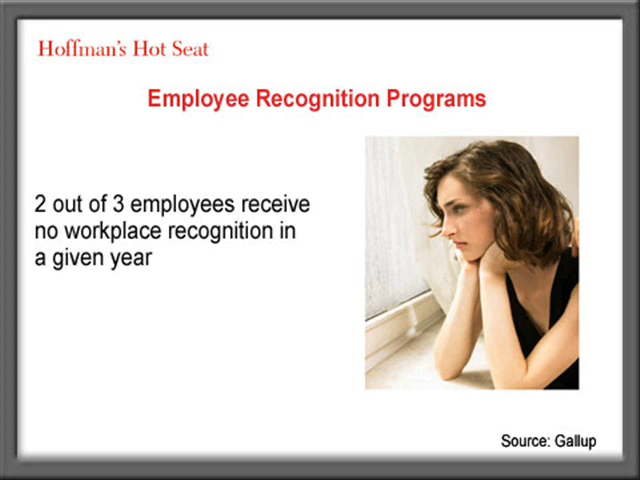 Hoffman's Hot Seat
Employee Recognition Programs
2 out of 3 employees receive
no workplace recognition in
a given year
Source: Gallup